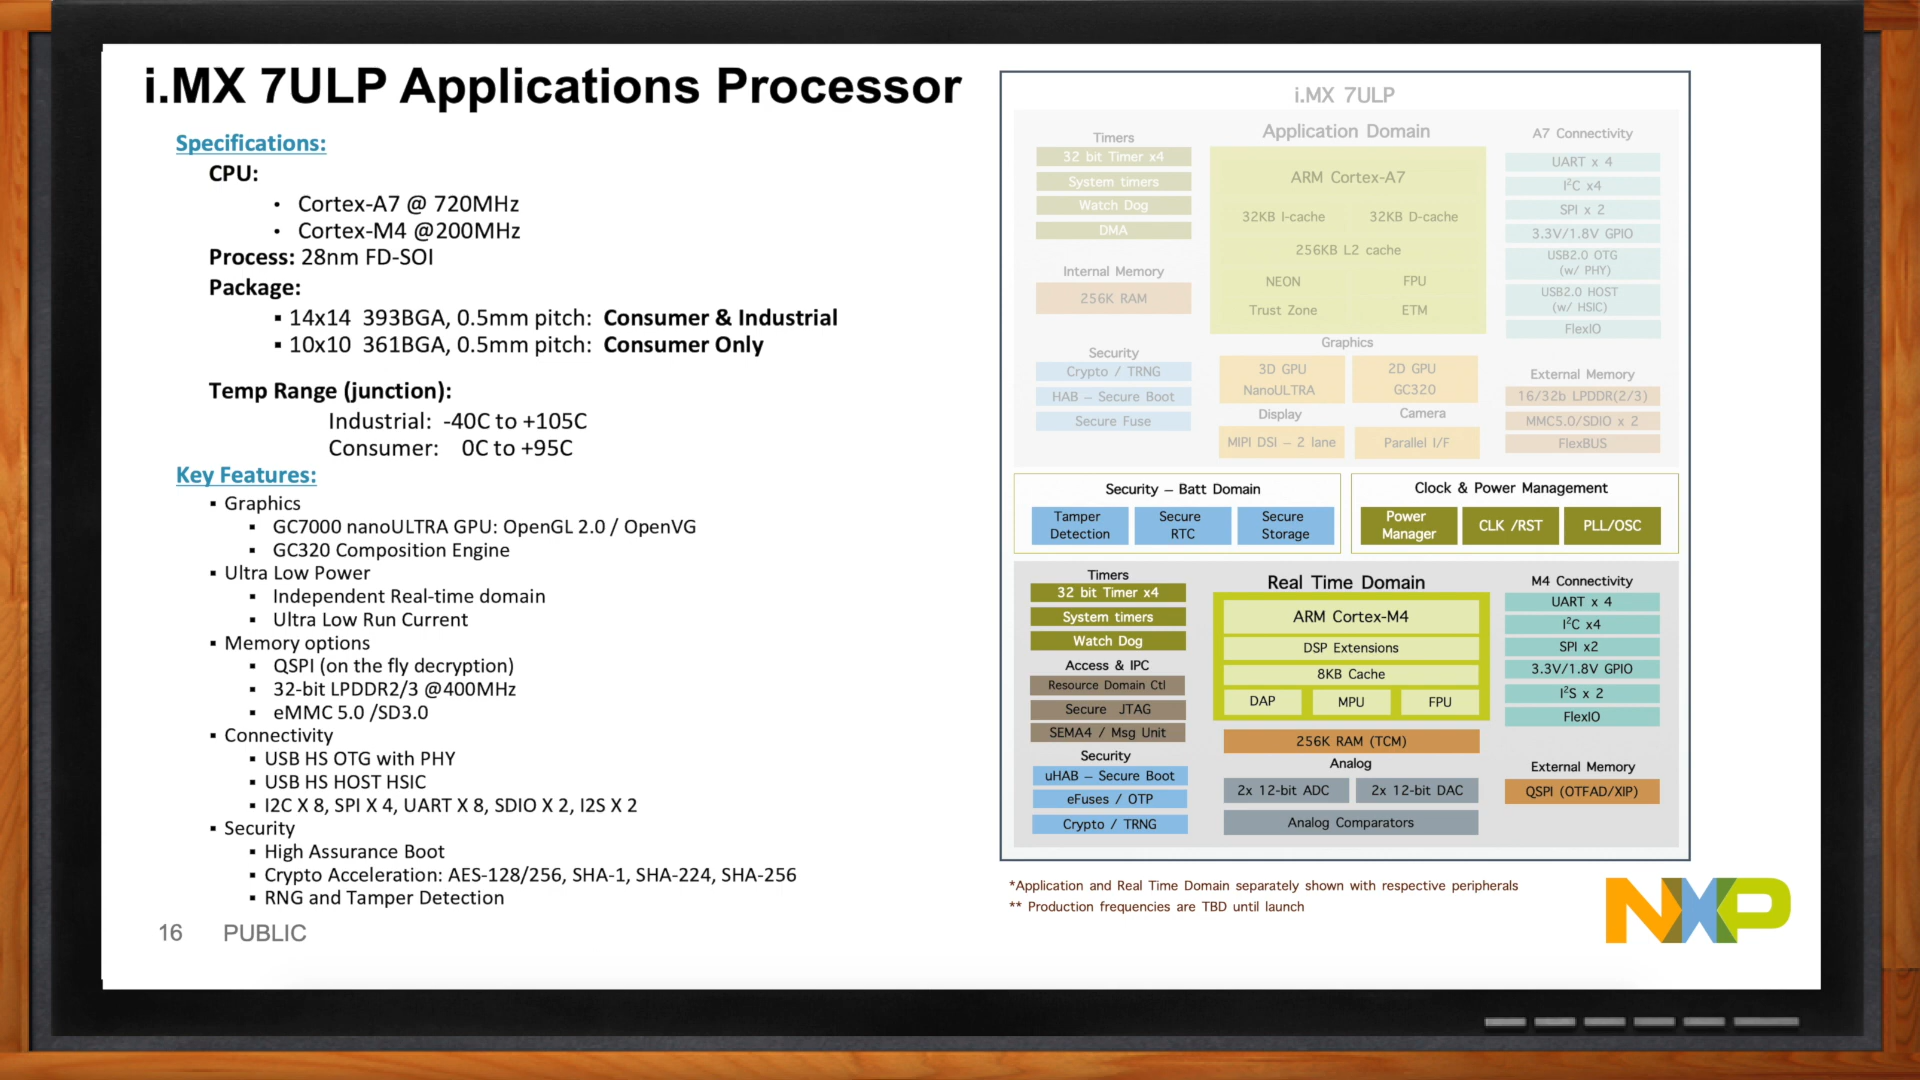 i.MX 7ULP Applications Processor
Specifications:
CPU:
• Cortex-A7 @ 720MHz
• Cortex-M4 @200MHz
Process: 28nm FD-SOI
Package:
▪ 14x14 393BGA, 0.5mm pitch: Consumer & Industrial
▪ 10x10 361BGA, 0.5mm pitch: Consumer Only
Temp Range (junction):
Industrial: -40C to +105C
Consumer: 0C to +95C
Key Features:
▪ Graphics
▪ GC7000 nanoULTRA GPU: OpenGL 2.0 / OpenVG
▪ GC320 Composition Engine
▪ Ultra Low Power
▪ Independent Real-time domain
▪ Ultra Low Run Current
▪ Memory options
▪ QSPI (on the fly decryption)
▪ 32-bit LPDDR2/3 @400MHz
▪ eMMC 5.0 /SD3.0
▪ Connectivity
▪ USB HS OTG with PHY
▪ USB HS HOST HSIC
▪ I2C X 8, SPI X 4, UART X 8, SDIO X 2, I2S X 2
▪ Security
▪ High Assurance Boot
▪ Crypto Acceleration: AES-128/256, SHA-1, SHA-224, SHA-256
▪ RNG and Tamper Detection
16 PUBLIC
i.MX 7ULP
Timers
32 bit Timer x4
System timers
Watch Dog
DMA
Internal Memory
256K RAM
Security
Crypto / TRNG
HAB – Secure Boot
Secure Fuse
Application Domain
ARM Cortex-A7
32KB I-cache 32KB D-cache
256KB L2 cache
NEON FPU
Trust Zone ETM
Graphics
3D GPU
NanoULTRA
2D GPU
GC320
Display
MIPI DSI – 2 lane
Camera
Parallel I/F
A7 Connectivity
UART x 4
I²C x4
SPI x 2
3.3V/1.8V GPIO
USB2.0 OTG
(w/ PHY)
USB2.0 HOST
(w/ HSIC)
FlexIO
External Memory
16/32b LPDDR(2/3)
MMC5.0/SDIO x 2
FlexBUS
Security – Batt Domain
Tamper
Detection
Secure
RTC
Secure
Storage
Clock & Power Management
Power
Manager
CLK /RST
PLL/OSC
Timers
32 bit Timer x4
System timers
Watch Dog
Access & IPC
Resource Domain Ctl
Secure JTAG
SEMA4 / Msg Unit
Security
uHAB – Secure Boot
eFuses / OTP
Crypto / TRNG
Real Time Domain
ARM Cortex-M4
DSP Extensions
8KB Cache
DAP MPU FPU
256K RAM (TCM)
Analog
2x 12-bit ADC 2x 12-bit DAC
Analog Comparators
M4 Connectivity
UART x 4
I²C x4
SPI x2
3.3V/1.8V GPIO
I²S x 2
FlexIO
External Memory
QSPI (OTFAD/XIP)
*Application and Real Time Domain separately shown with respective peripherals
** Production frequencies are TBD until launch
NXP